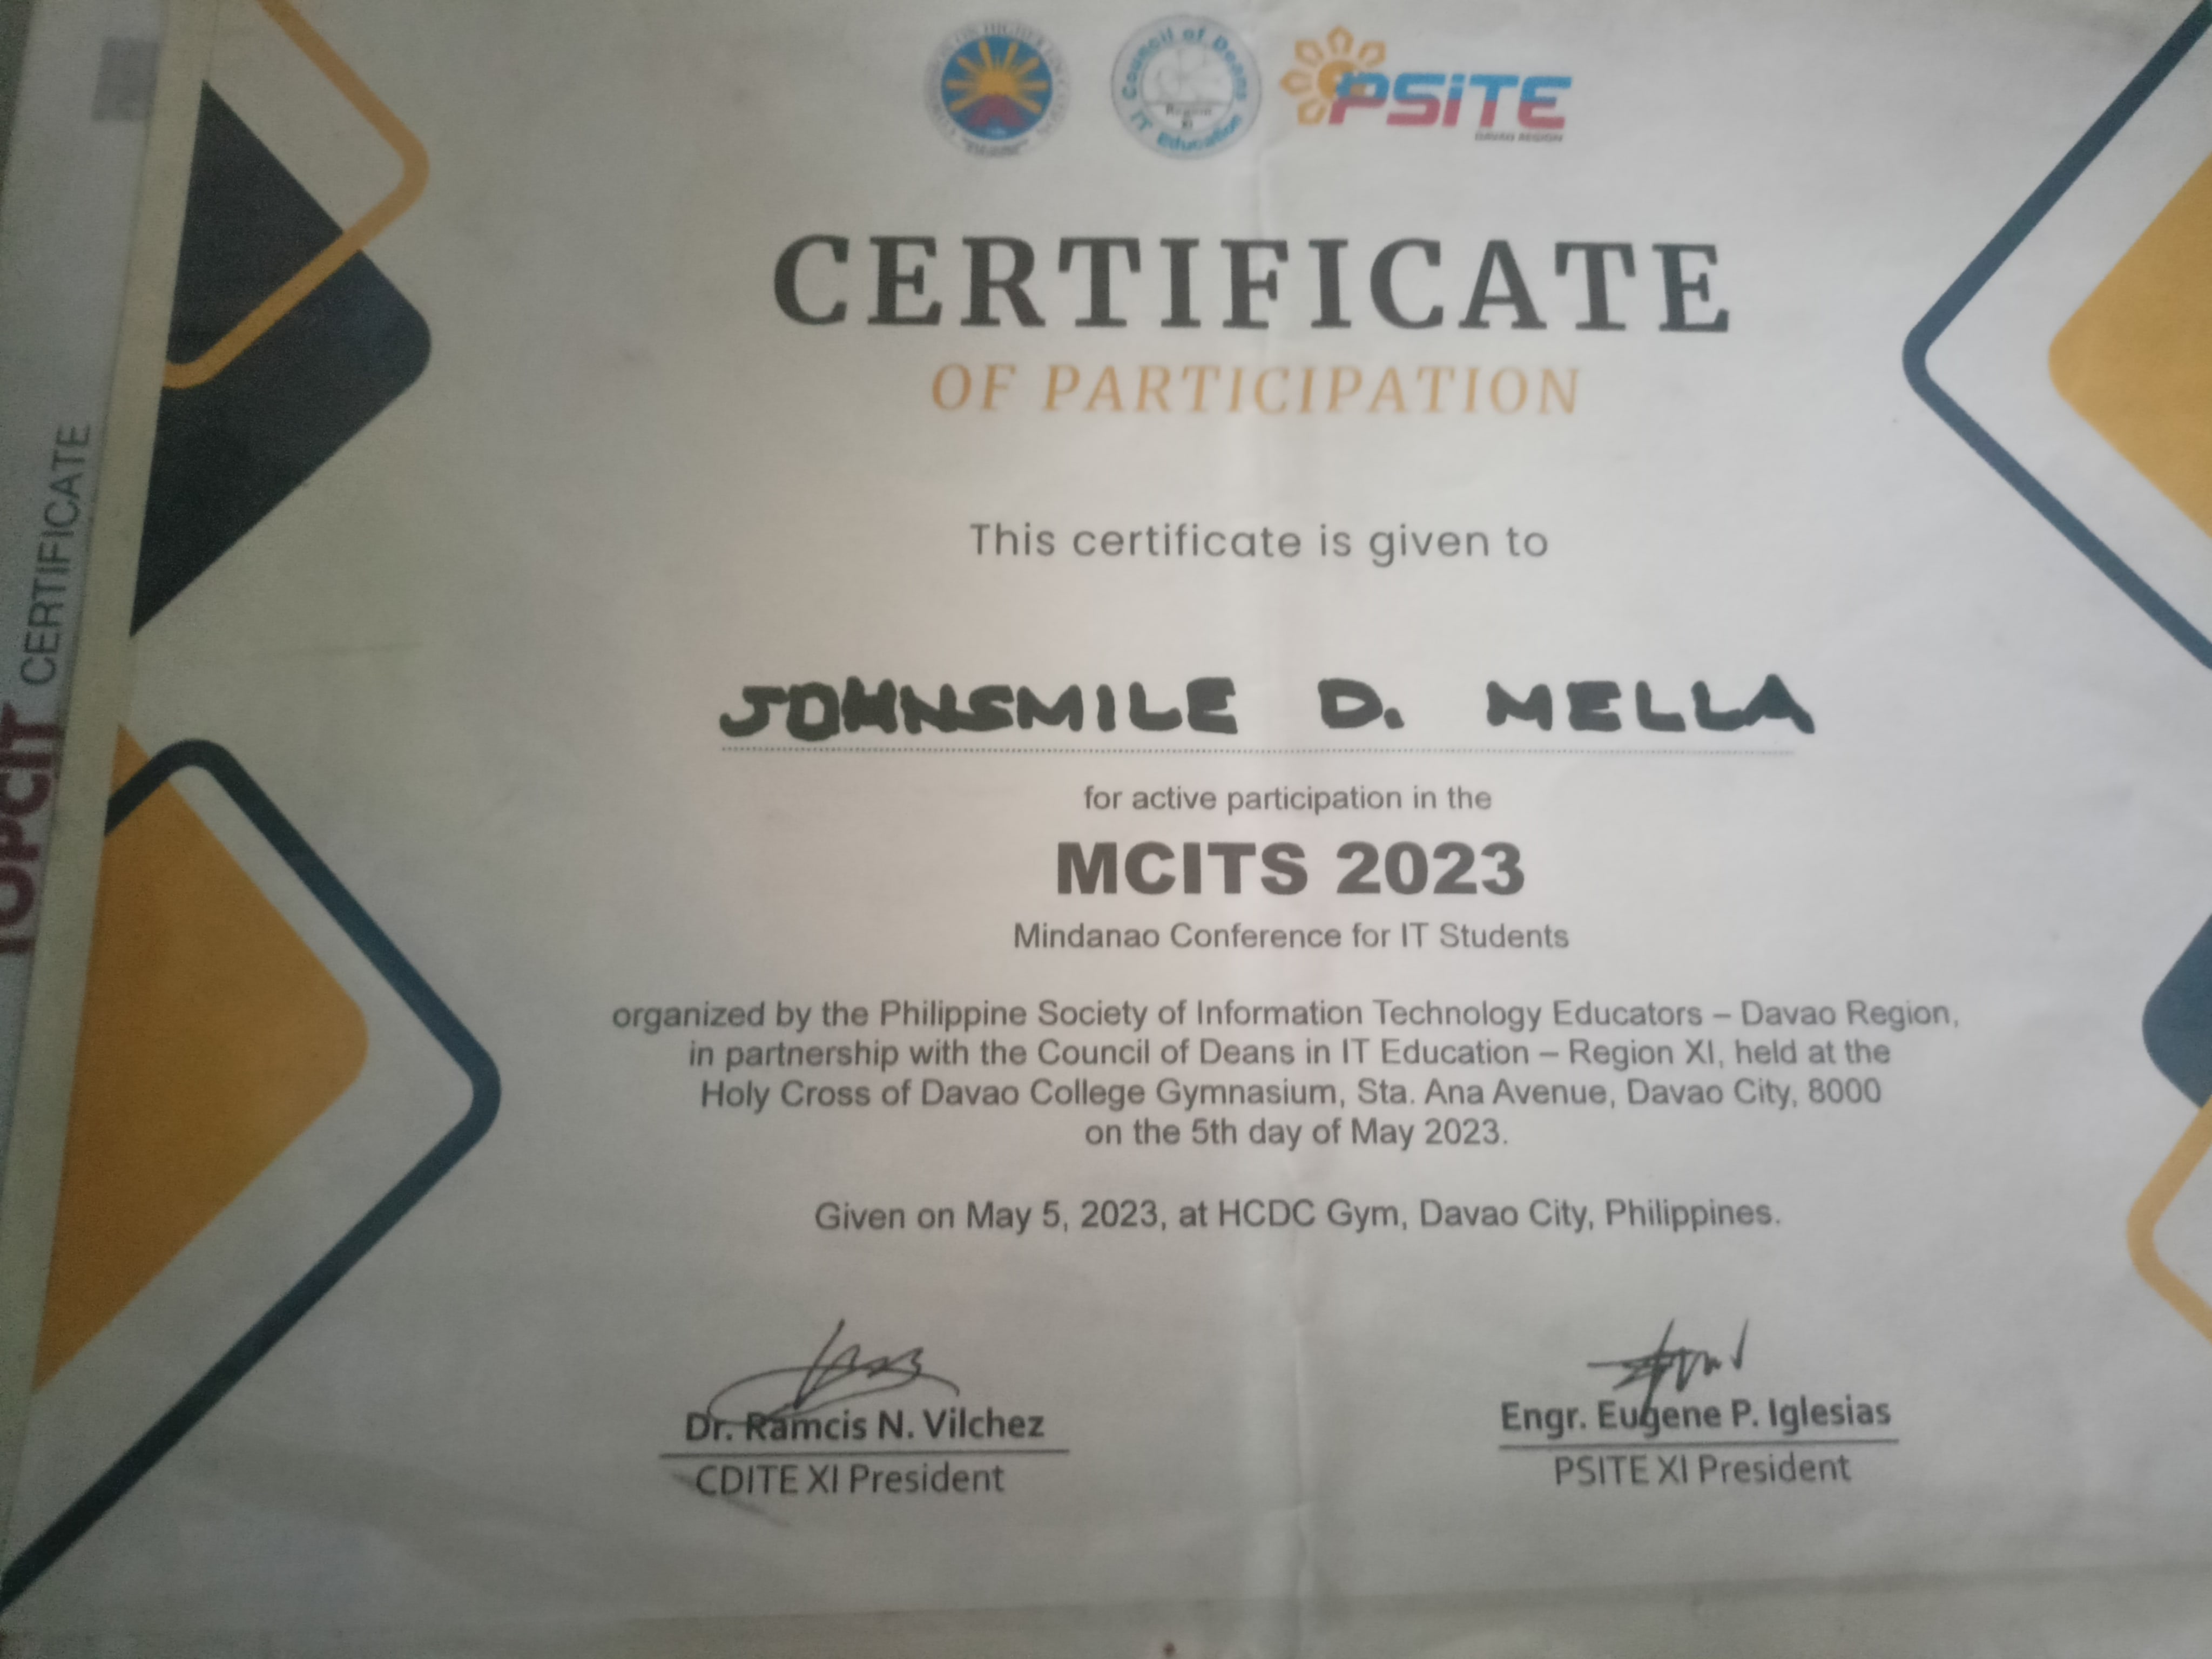 Council of Deans
Region
XI
IT Education
PSiTE
DAVAO REGION
CERTIFICATE
OF PARTICIPATION
This certificate is given to
JOHNSMILE D. MELLA
for active participation in the
MCITS 2023
Mindanao Conference for IT Students
organized by the Philippine Society of Information Technology Educators – Davao Region,
in partnership with the Council of Deans in IT Education – Region XI, held at the
Holy Cross of Davao College Gymnasium, Sta. Ana Avenue, Davao City, 8000
on the 5th day of May 2023.
Given on May 5, 2023, at HCDC Gym, Davao City, Philippines.
Dr. Ramcis N. Vilchez
CDITE XI President
Engr. Eugene P. Iglesias
PSITE XI President
TOPCIT CERTIFICATE